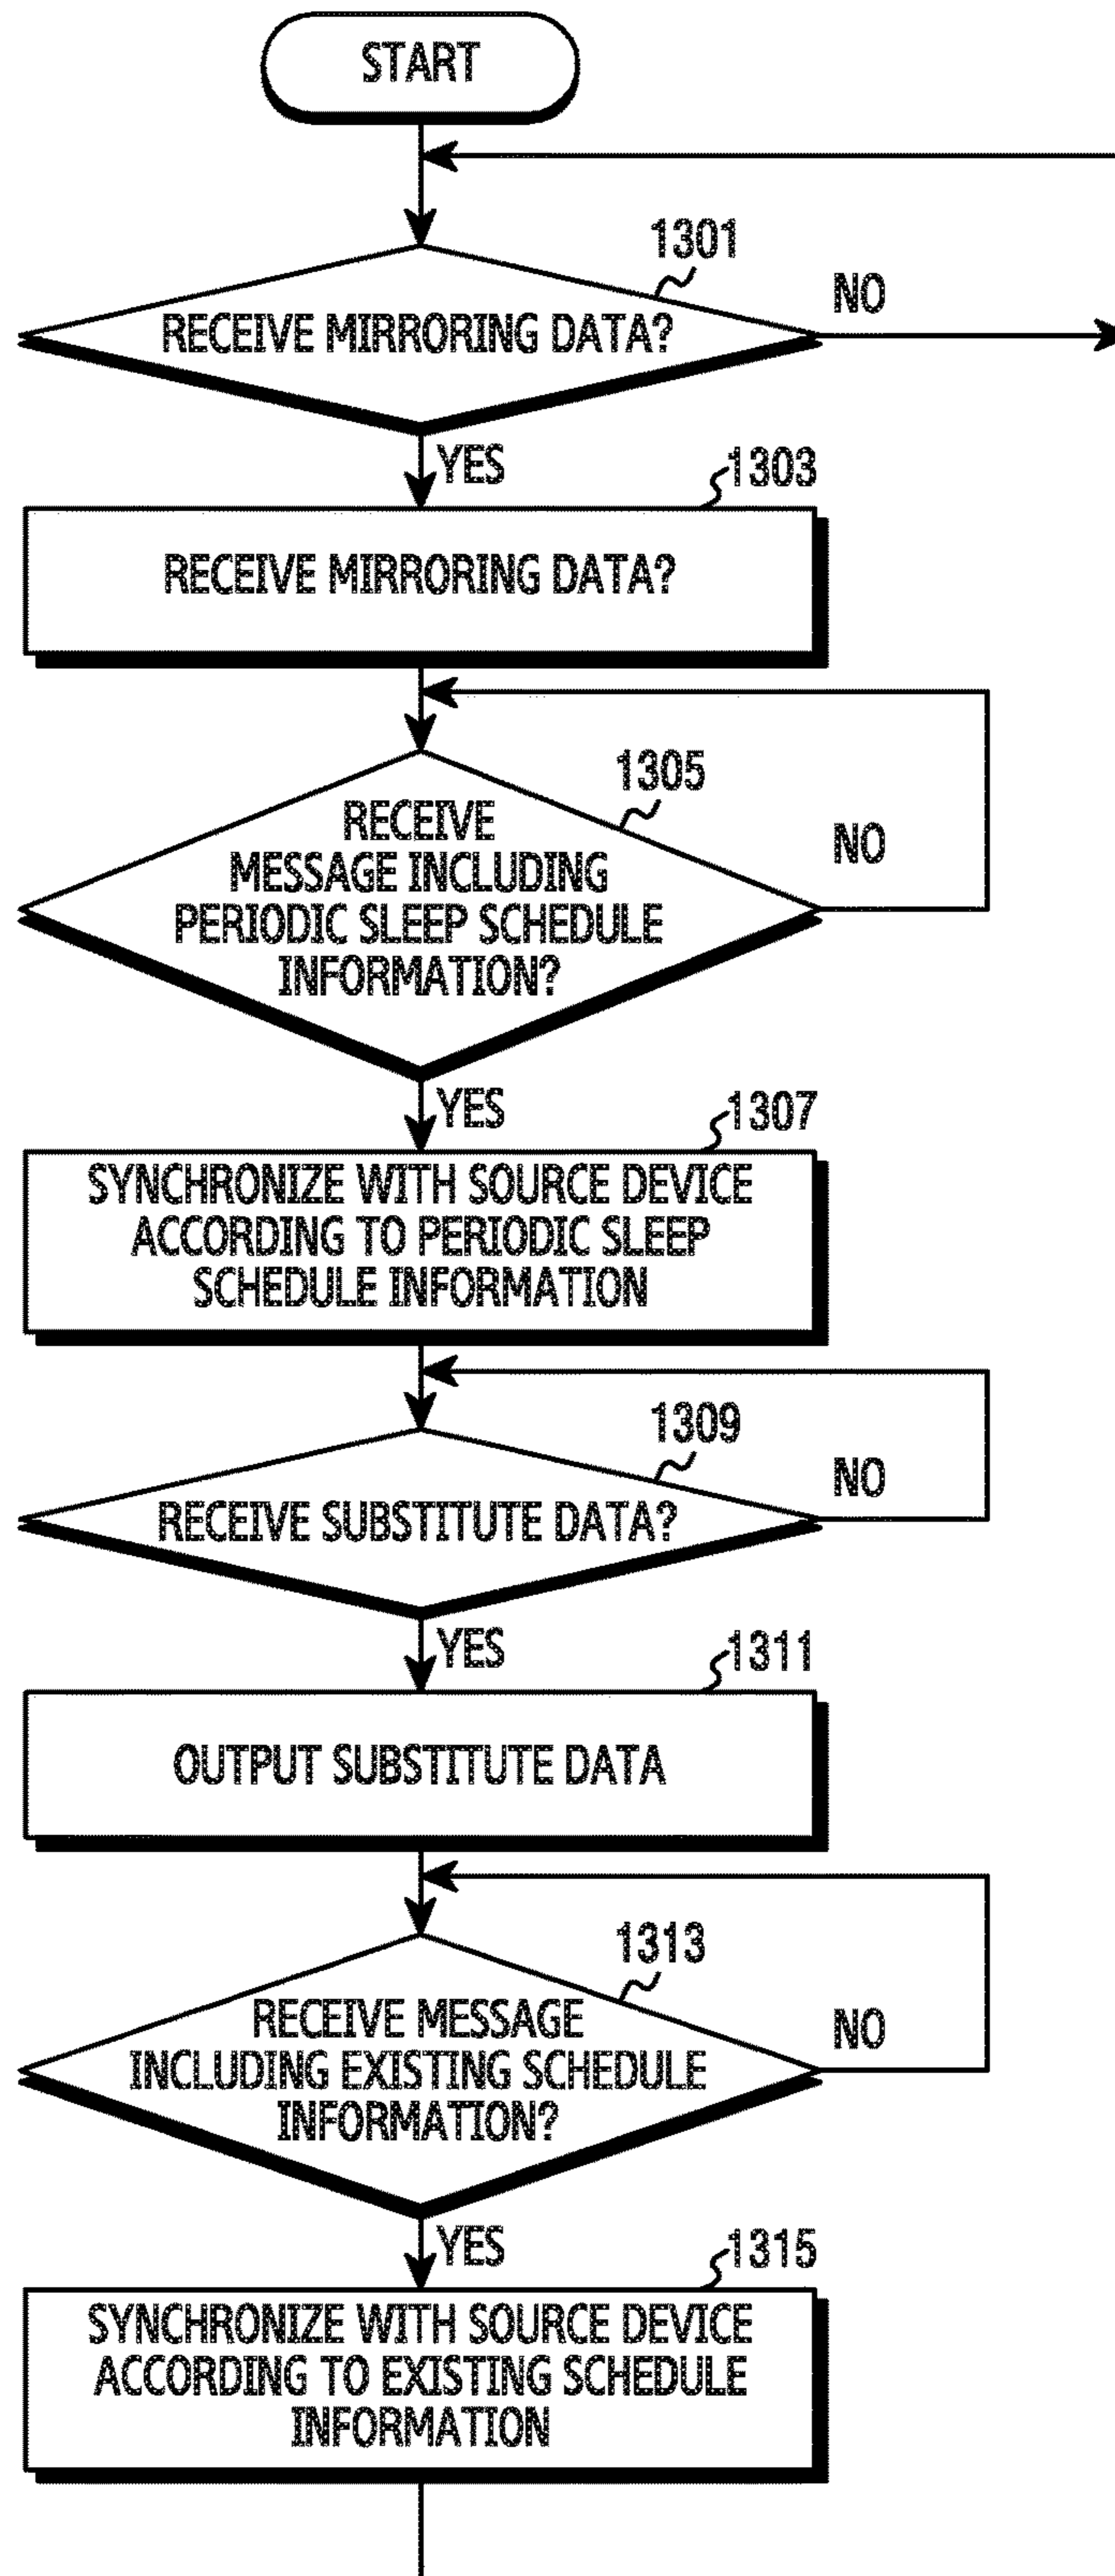 START
1301
RECEIVE MIRRORING DATA?
NO
YES
1303
RECEIVE MIRRORING DATA?
1305
RECEIVE
MESSAGE INCLUDING
PERIODIC SLEEP SCHEDULE
INFORMATION?
NO
YES
1307
SYNCHRONIZE WITH SOURCE DEVICE
ACCORDING TO PERIODIC SLEEP
SCHEDULE INFORMATION
1309
RECEIVE SUBSTITUTE DATA?
NO
YES
1311
OUTPUT SUBSTITUTE DATA
1313
RECEIVE MESSAGE
INCLUDING EXISTING SCHEDULE
INFORMATION?
NO
YES
1315
SYNCHRONIZE WITH SOURCE DEVICE
ACCORDING TO EXISTING SCHEDULE
INFORMATION